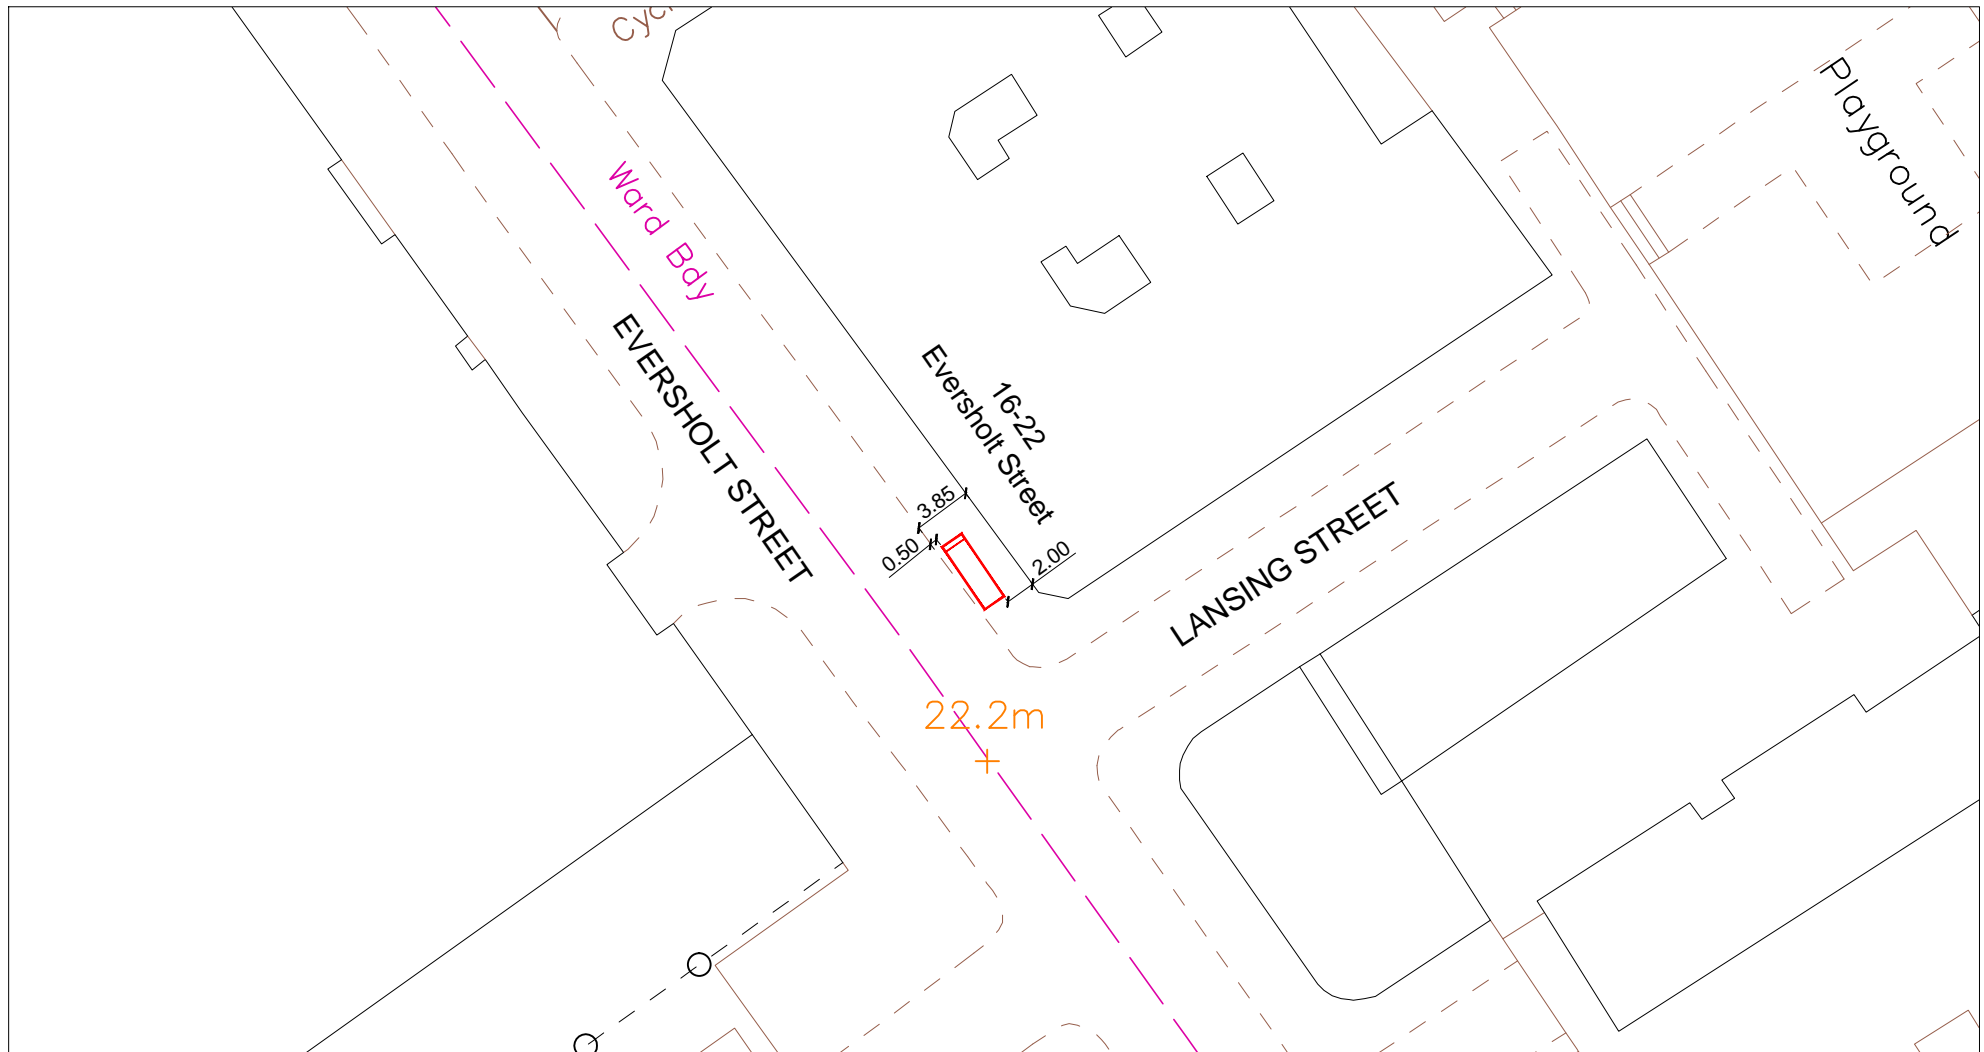 Playground
Ward Bdy
EVERSHOLT STREET
16-22
Eversholt Street
3.85
0.50
2.00
LANSING STREET
22.2m